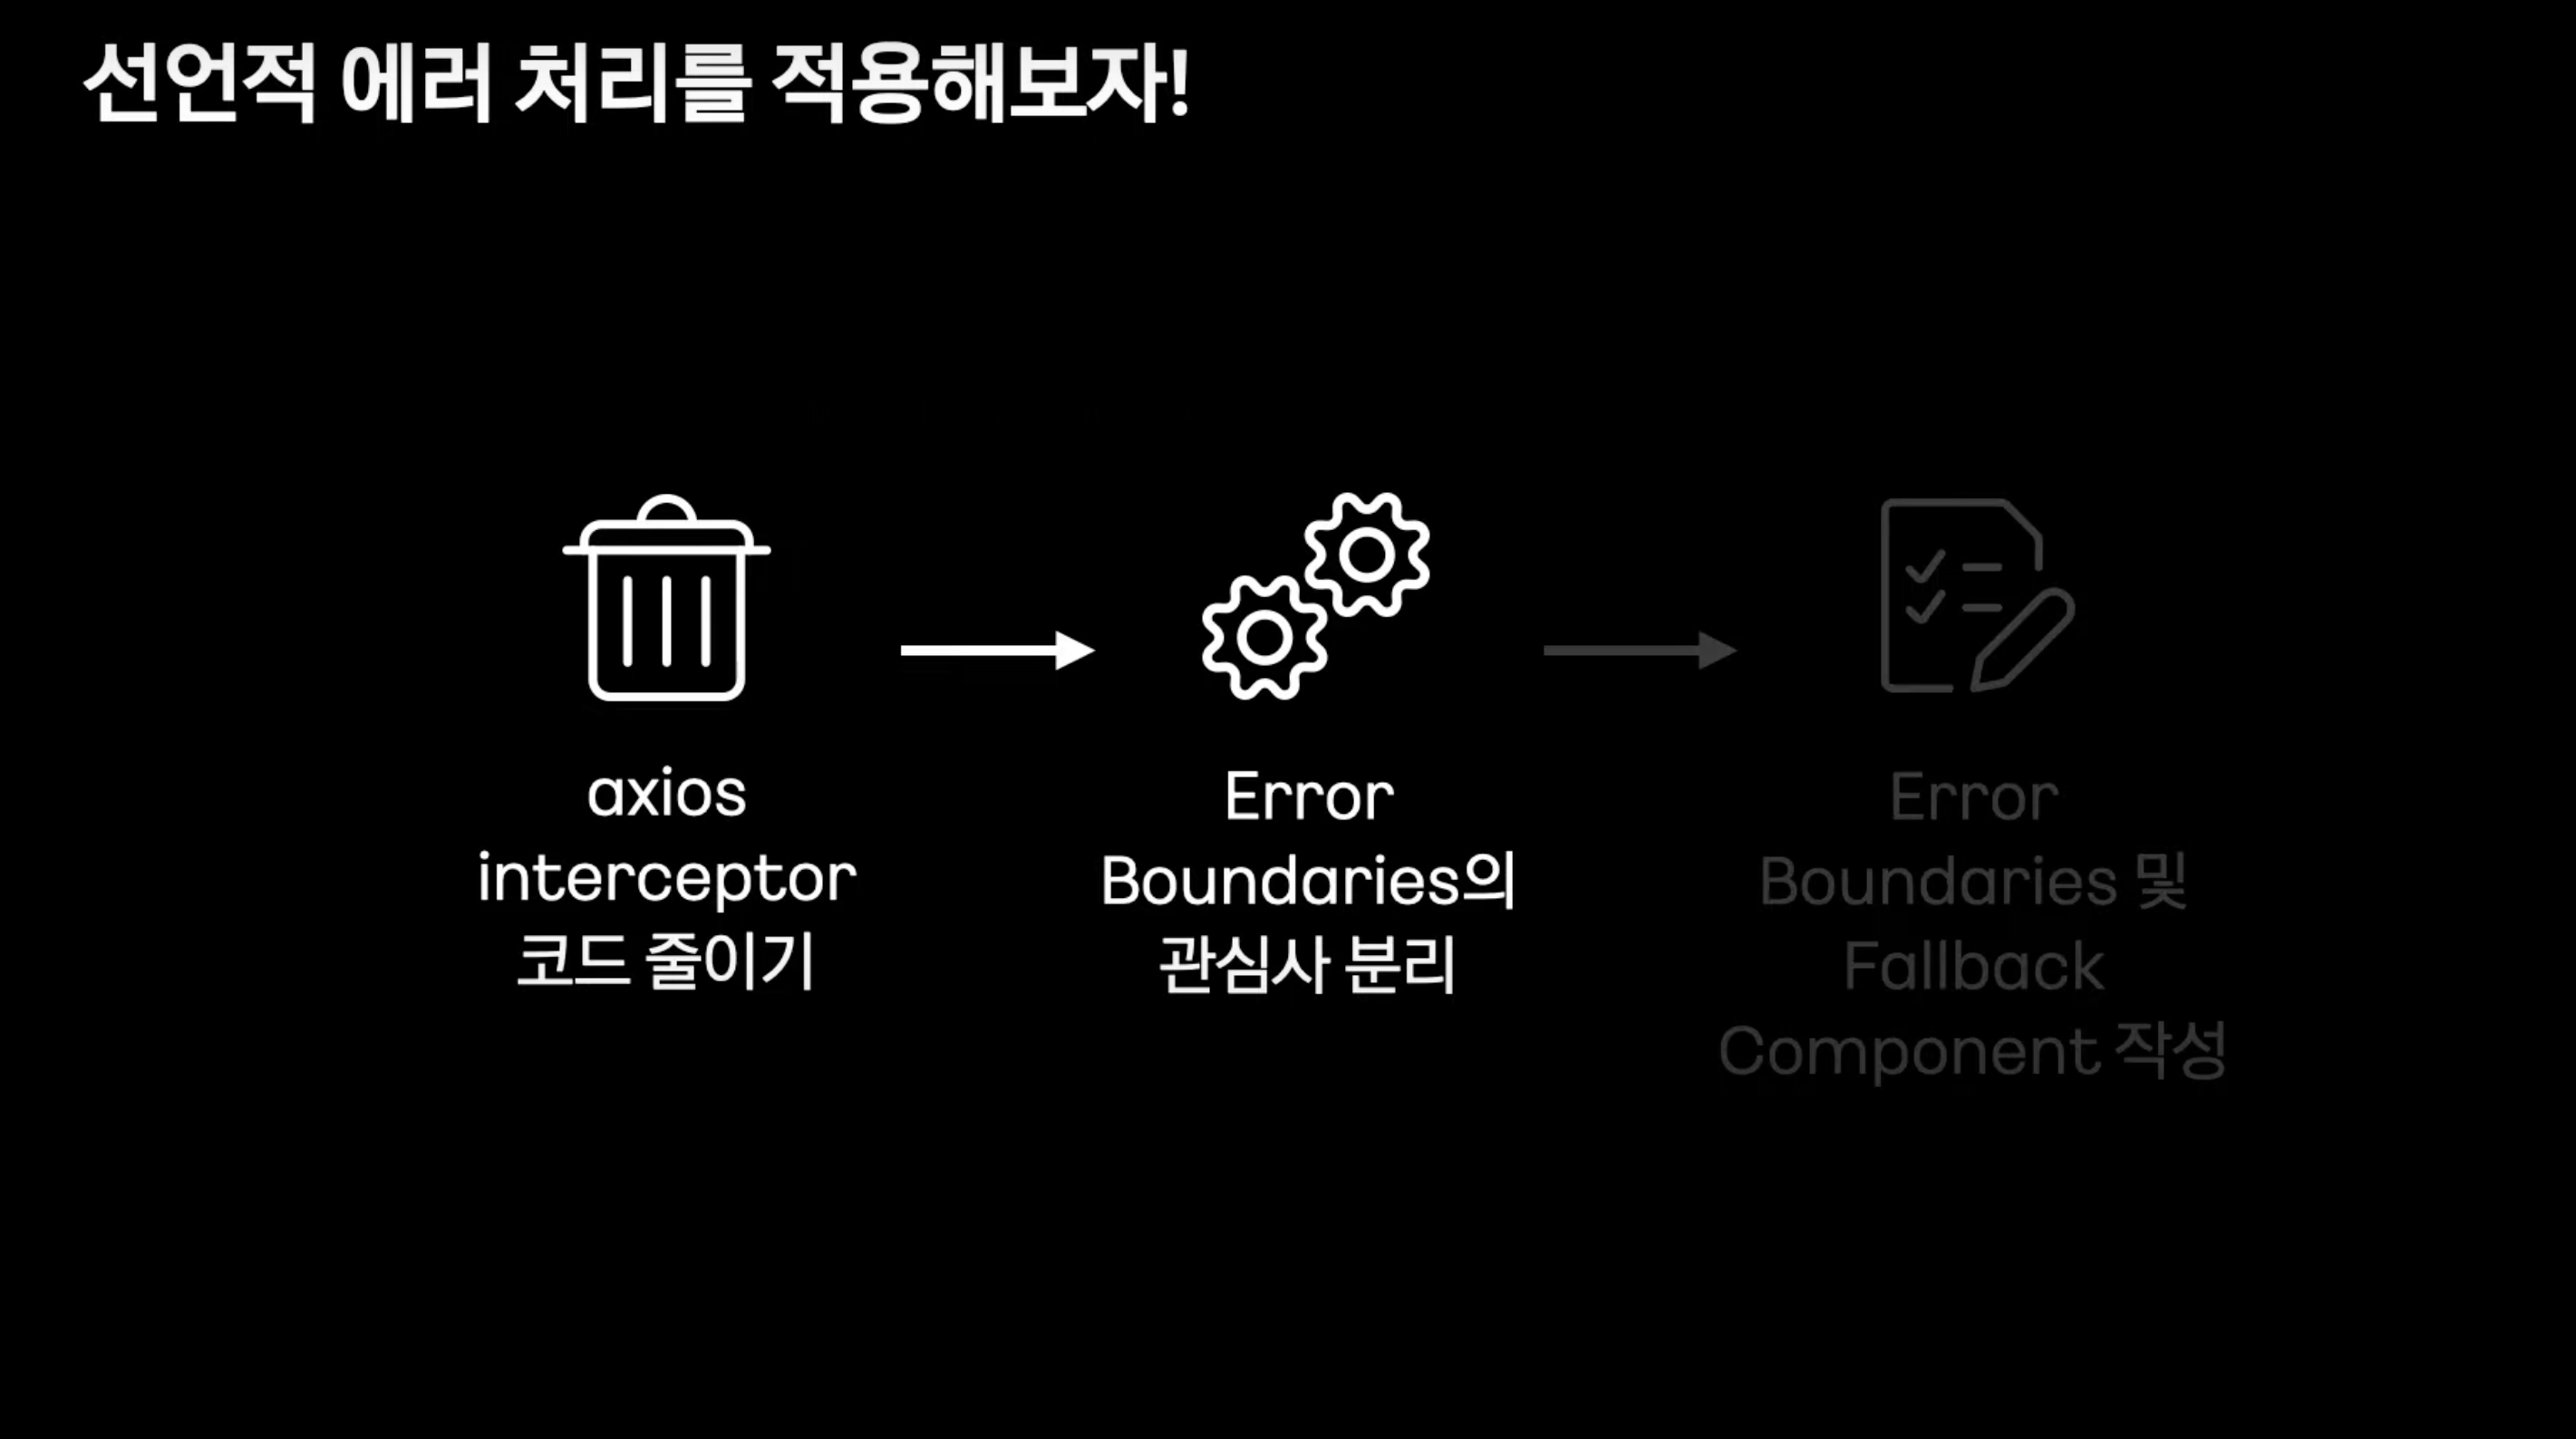 선언적 에러 처리를 적용해보자!
axios
interceptor
코드 줄이기
Error
Boundaries의
관심사 분리
Error
Boundaries 및
Fallback
Component 작성